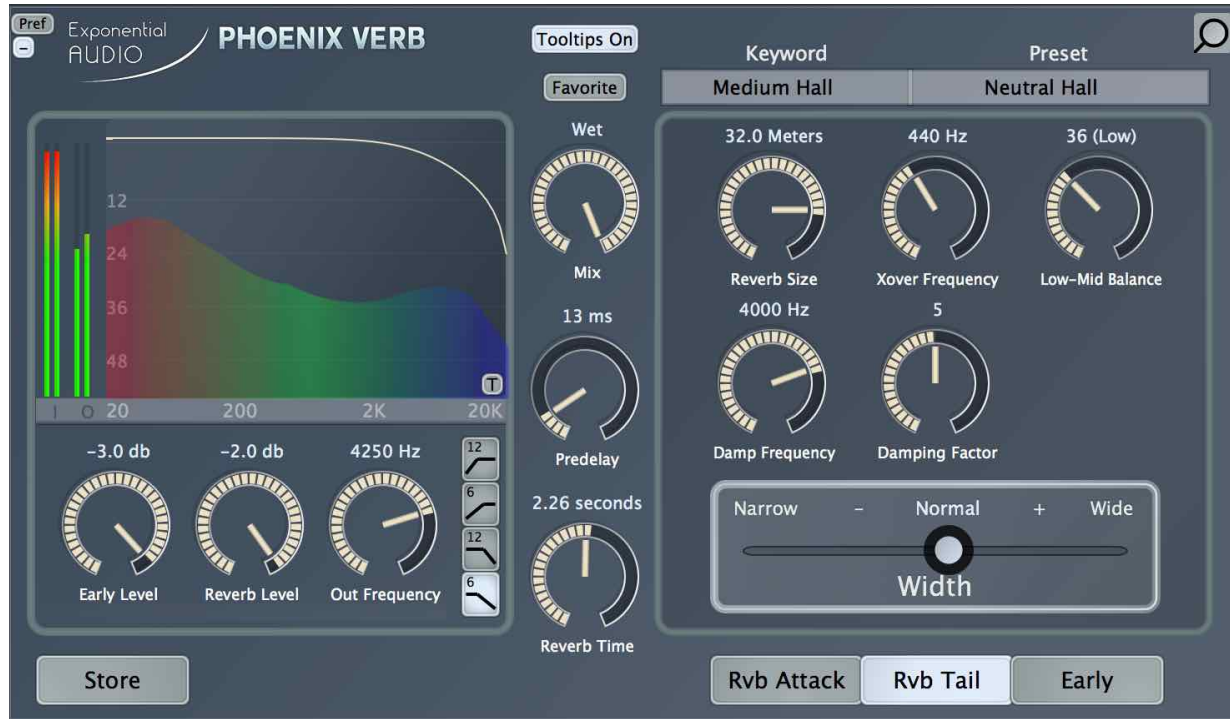 Pref
–
Exponential
AUDIO
PHOENIX VERB
Tooltips On
Favorite
Keyword Preset
Medium Hall Neutral Hall
12
24
36
48
T
I O 20 200 2K 20K
-3.0 db -2.0 db 4250 Hz
Early Level Reverb Level Out Frequency
12
6
12
6
Wet
Mix
13 ms
Predelay
2.26 seconds
Reverb Time
32.0 Meters 440 Hz 36 (Low)
Reverb Size Xover Frequency Low-Mid Balance
4000 Hz 5
Damp Frequency Damping Factor
Narrow – Normal + Wide
Width
Store
Rvb Attack Rvb Tail Early